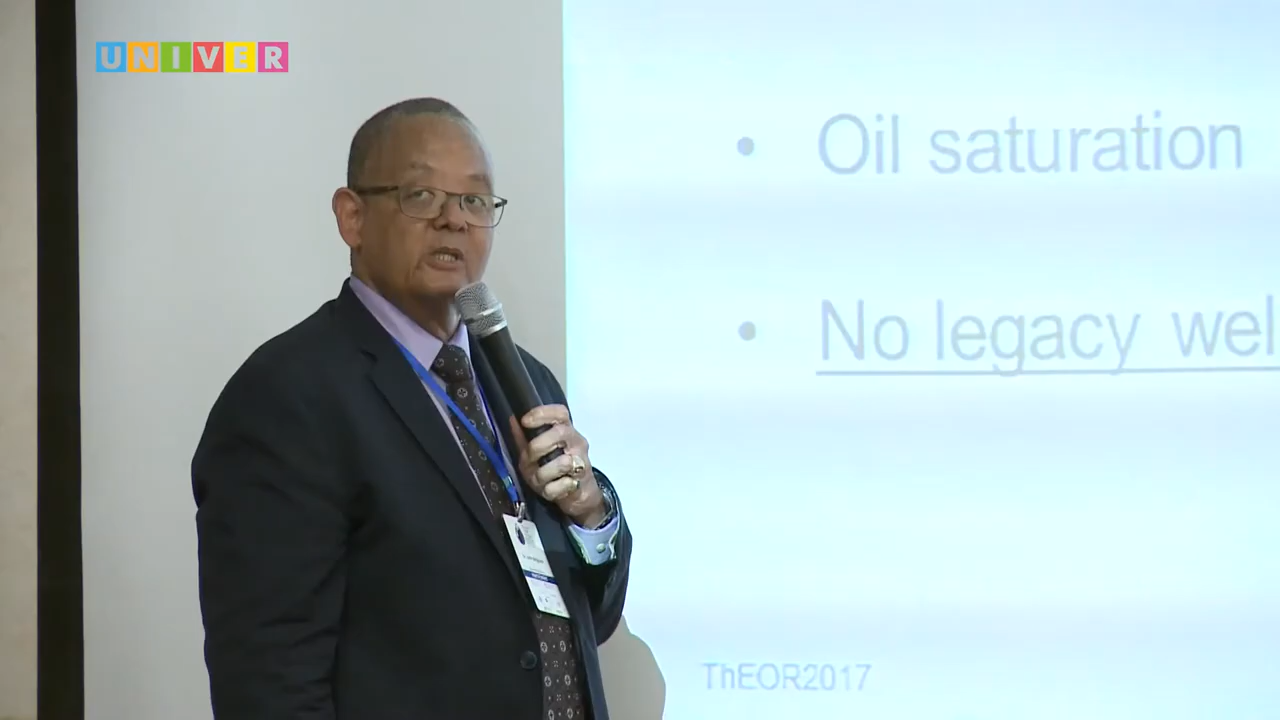 UNIVER
• Oil saturation
• No legacy wel
ThEOR2017